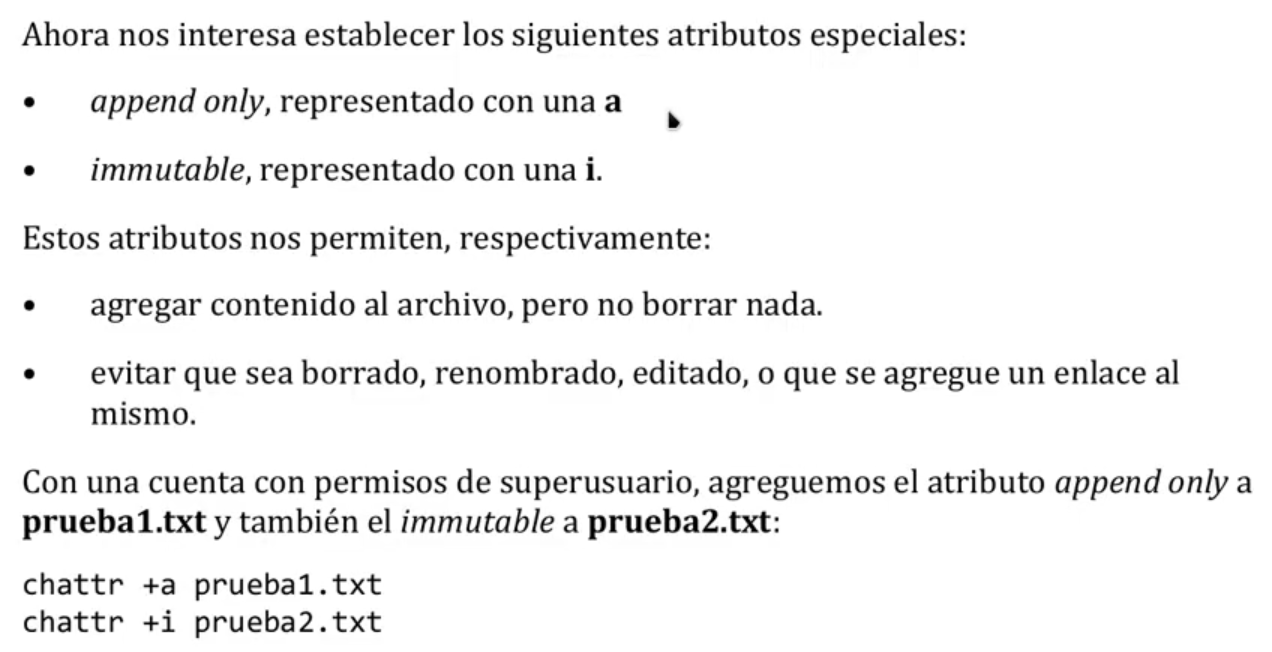 Ahora nos interesa establecer los siguientes atributos especiales:
• append only, representado con una a
• immutable, representado con una i.
Estos atributos nos permiten, respectivamente:
• agregar contenido al archivo, pero no borrar nada.
• evitar que sea borrado, renombrado, editado, o que se agregue un enlace al
mismo.
Con una cuenta con permisos de superusuario, agreguemos el atributo append only a
prueba1.txt y también el immutable a prueba2.txt:
chattr +a prueba1.txt
chattr +i prueba2.txt